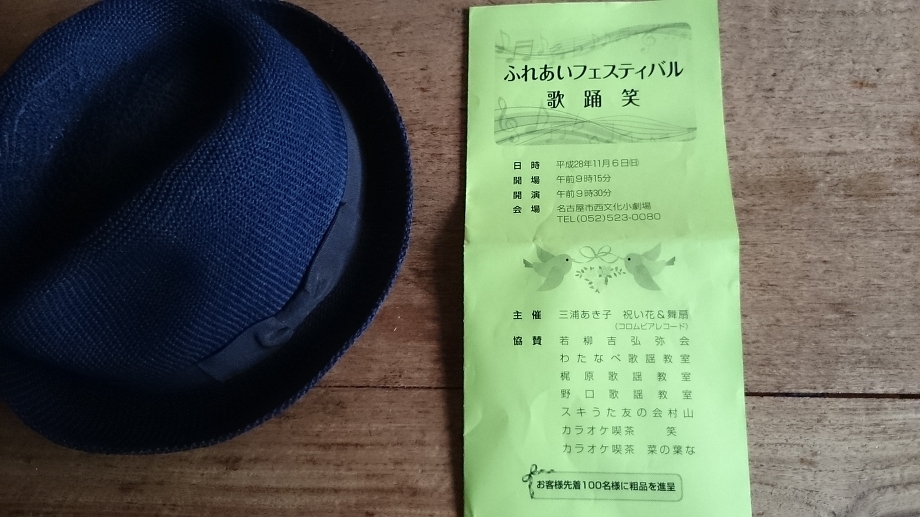 ふれあいフェスティバル
歌踊笑
日時 平成28年11月6日(日)
開場 午前9時15分
開演 午前9時30分
会場 名古屋市西文化小劇場
TEL(052)523-0080
主催 三浦あき子 祝い花&舞扇
(コロムビアレコード)
協賛 若柳吉弘弥会
わたなべ歌謡教室
梶原歌謡教室
野口歌謡教室
スキうた友の会村山
カラオケ喫茶 笑
カラオケ喫茶 菜の葉な
お客様先着100名様に粗品を進呈